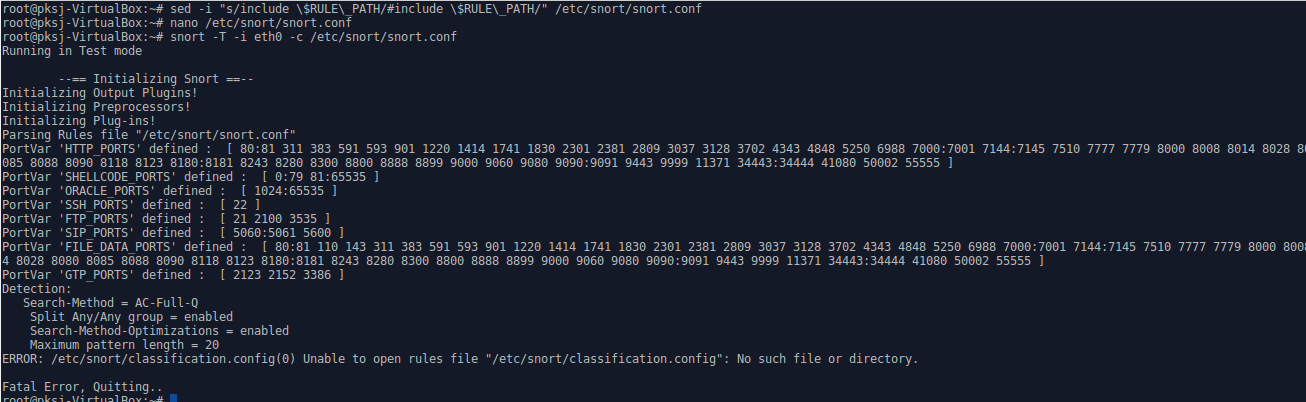 root@pksj-VirtualBox:~# sed -i "s/include \$RULE\_PATH/#include \$RULE\_PATH/" /etc/snort/snort.conf
root@pksj-VirtualBox:~# nano /etc/snort/snort.conf
root@pksj-VirtualBox:~# snort -T -i eth0 -c /etc/snort/snort.conf
Running in Test mode
--== Initializing Snort ==--
Initializing Output Plugins!
Initializing Preprocessors!
Initializing Plug-ins!
Parsing Rules file "/etc/snort/snort.conf"
PortVar 'HTTP_PORTS' defined :  [ 80:81 311 383 591 593 901 1220 1414 1741 1830 2301 2381 2809 3037 3128 3702 4343 4848 5250 6988 7000:7001 7144:7145 7510 7777 7779 8000 8008 8014 8028 8
085 8088 8090 8118 8123 8180:8181 8243 8280 8300 8800 8888 8899 9000 9060 9080 9090:9091 9443 9999 11371 34443:34444 41080 50002 55555 ]
PortVar 'SHELLCODE_PORTS' defined :  [ 0:79 81:65535 ]
PortVar 'ORACLE_PORTS' defined :  [ 1024:65535 ]
PortVar 'SSH_PORTS' defined :  [ 22 ]
PortVar 'FTP_PORTS' defined :  [ 21 2100 3535 ]
PortVar 'SIP_PORTS' defined :  [ 5060:5061 5600 ]
PortVar 'FILE_DATA_PORTS' defined :  [ 80:81 110 143 311 383 591 593 901 1220 1414 1741 1830 2301 2381 2809 3037 3128 3702 4343 4848 5250 6988 7000:7001 7144:7145 7510 7777 7779 8000 800
4 8028 8080 8085 8088 8090 8118 8123 8180:8181 8243 8280 8300 8800 8888 8899 9000 9060 9080 9090:9091 9443 9999 11371 34443:34444 41080 50002 55555 ]
PortVar 'GTP_PORTS' defined :  [ 2123 2152 3386 ]
Detection:
Search-Method = AC-Full-Q
Split Any/Any group = enabled
Search-Method-Optimizations = enabled
Maximum pattern length = 20
ERROR: /etc/snort/classification.config(0) Unable to open rules file "/etc/snort/classification.config": No such file or directory.
Fatal Error, Quitting..
root@pksj-VirtualBox:~#